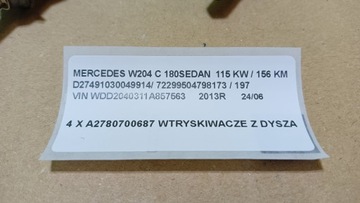 MERCEDES W204 C 180SEDAN 115 KW / 156 KM
D27491030049914/ 72299504798173 / 197
VIN WDD2040311A857563 2013R 24/06
4 X A2780700687 WTRYSKIWACZE Z DYSZA